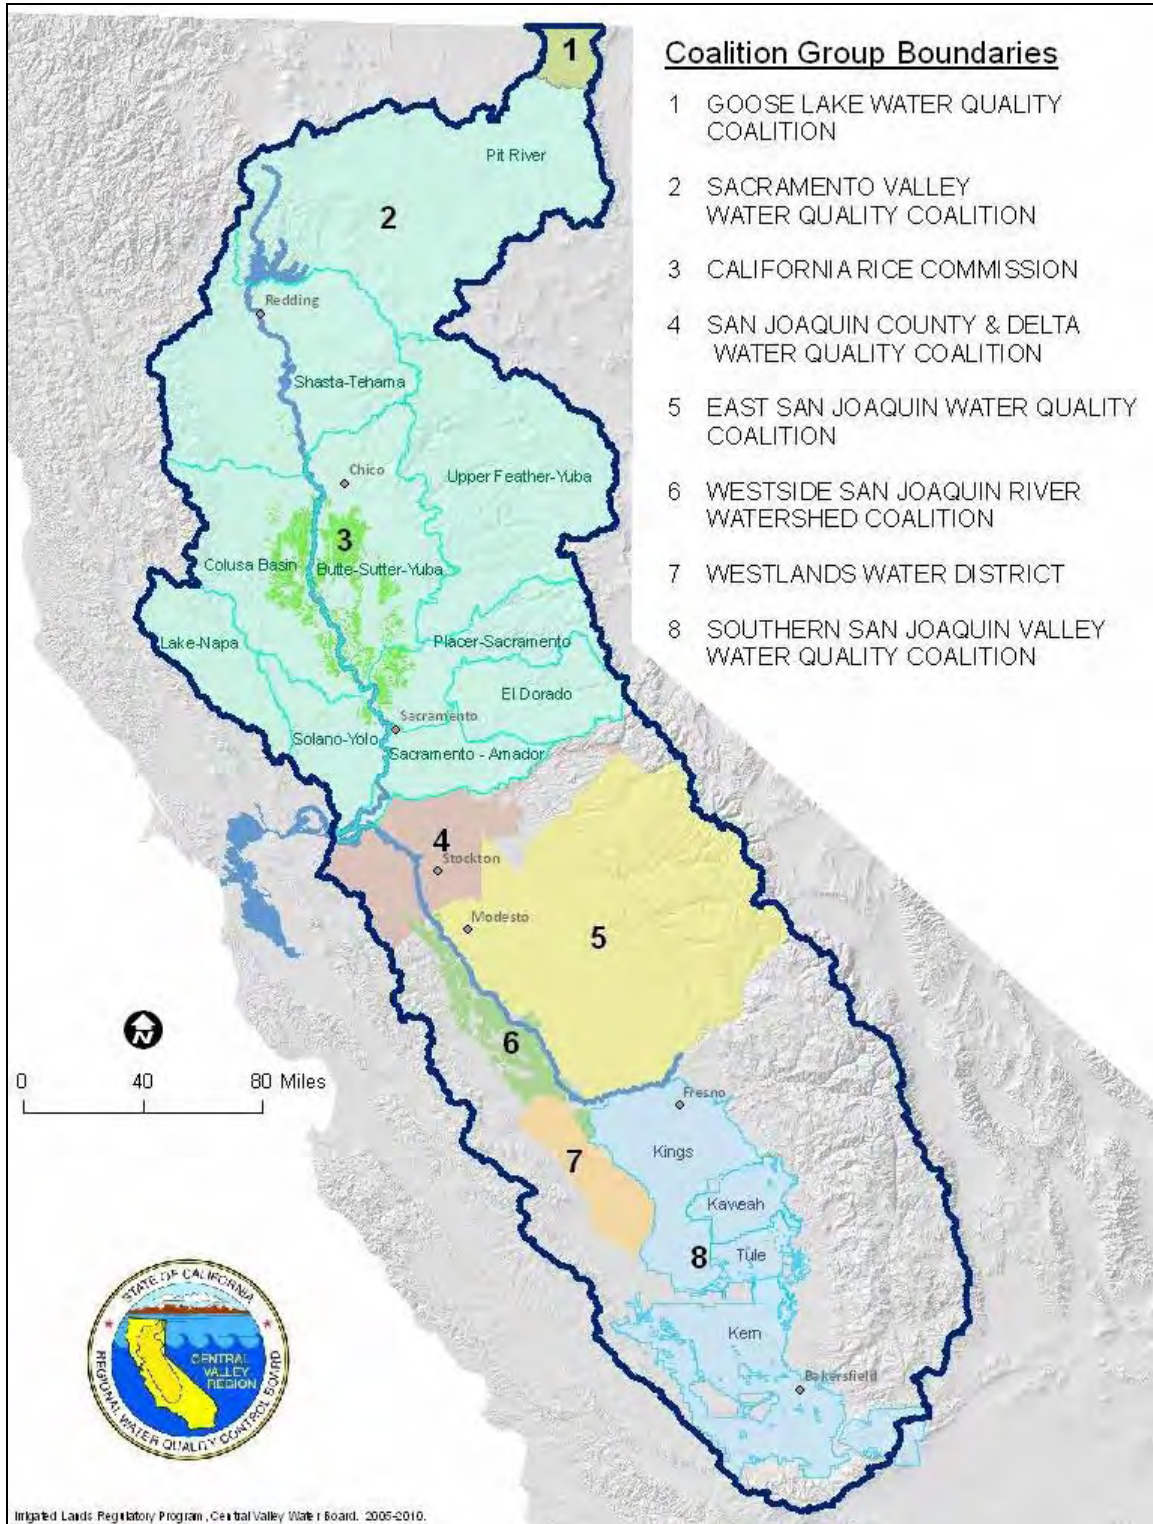 Coalition Group Boundaries
1 GOOSE LAKE WATER QUALITY
COALITION
2 SACRAMENTO VALLEY
WATER QUALITY COALITION
3 CALIFORNIA RICE COMMISSION
4 SAN JOAQUIN COUNTY & DELTA
WATER QUALITY COALITION
5 EAST SAN JOAQUIN WATER QUALITY
COALITION
6 WESTSIDE SAN JOAQUIN RIVER
WATERSHED COALITION
7 WESTLANDS WATER DISTRICT
8 SOUTHERN SAN JOAQUIN VALLEY
WATER QUALITY COALITION
1
Pit River
2
Redding
Shasta-Tehama
Chico
Upper Feather-Yuba
3
Colusa Basin
Butte-Sutter-Yuba
Lake-Napa
Placer-Sacramento
El Dorado
Sacramento
Solano-Yolo
Sacramento - Amador
4
Stockton
Modesto
5
6
N
0 40 80 Miles
Fresno
Kings
7
Kaweah
8
Tule
Kern
Bakersfield
STATE OF CALIFORNIA
CENTRAL
VALLEY
REGION
REGIONAL WATER QUALITY CONTROL BOARD
Irrigated Lands Regulatory Program, Central Valley Water Board. 2005-2010.